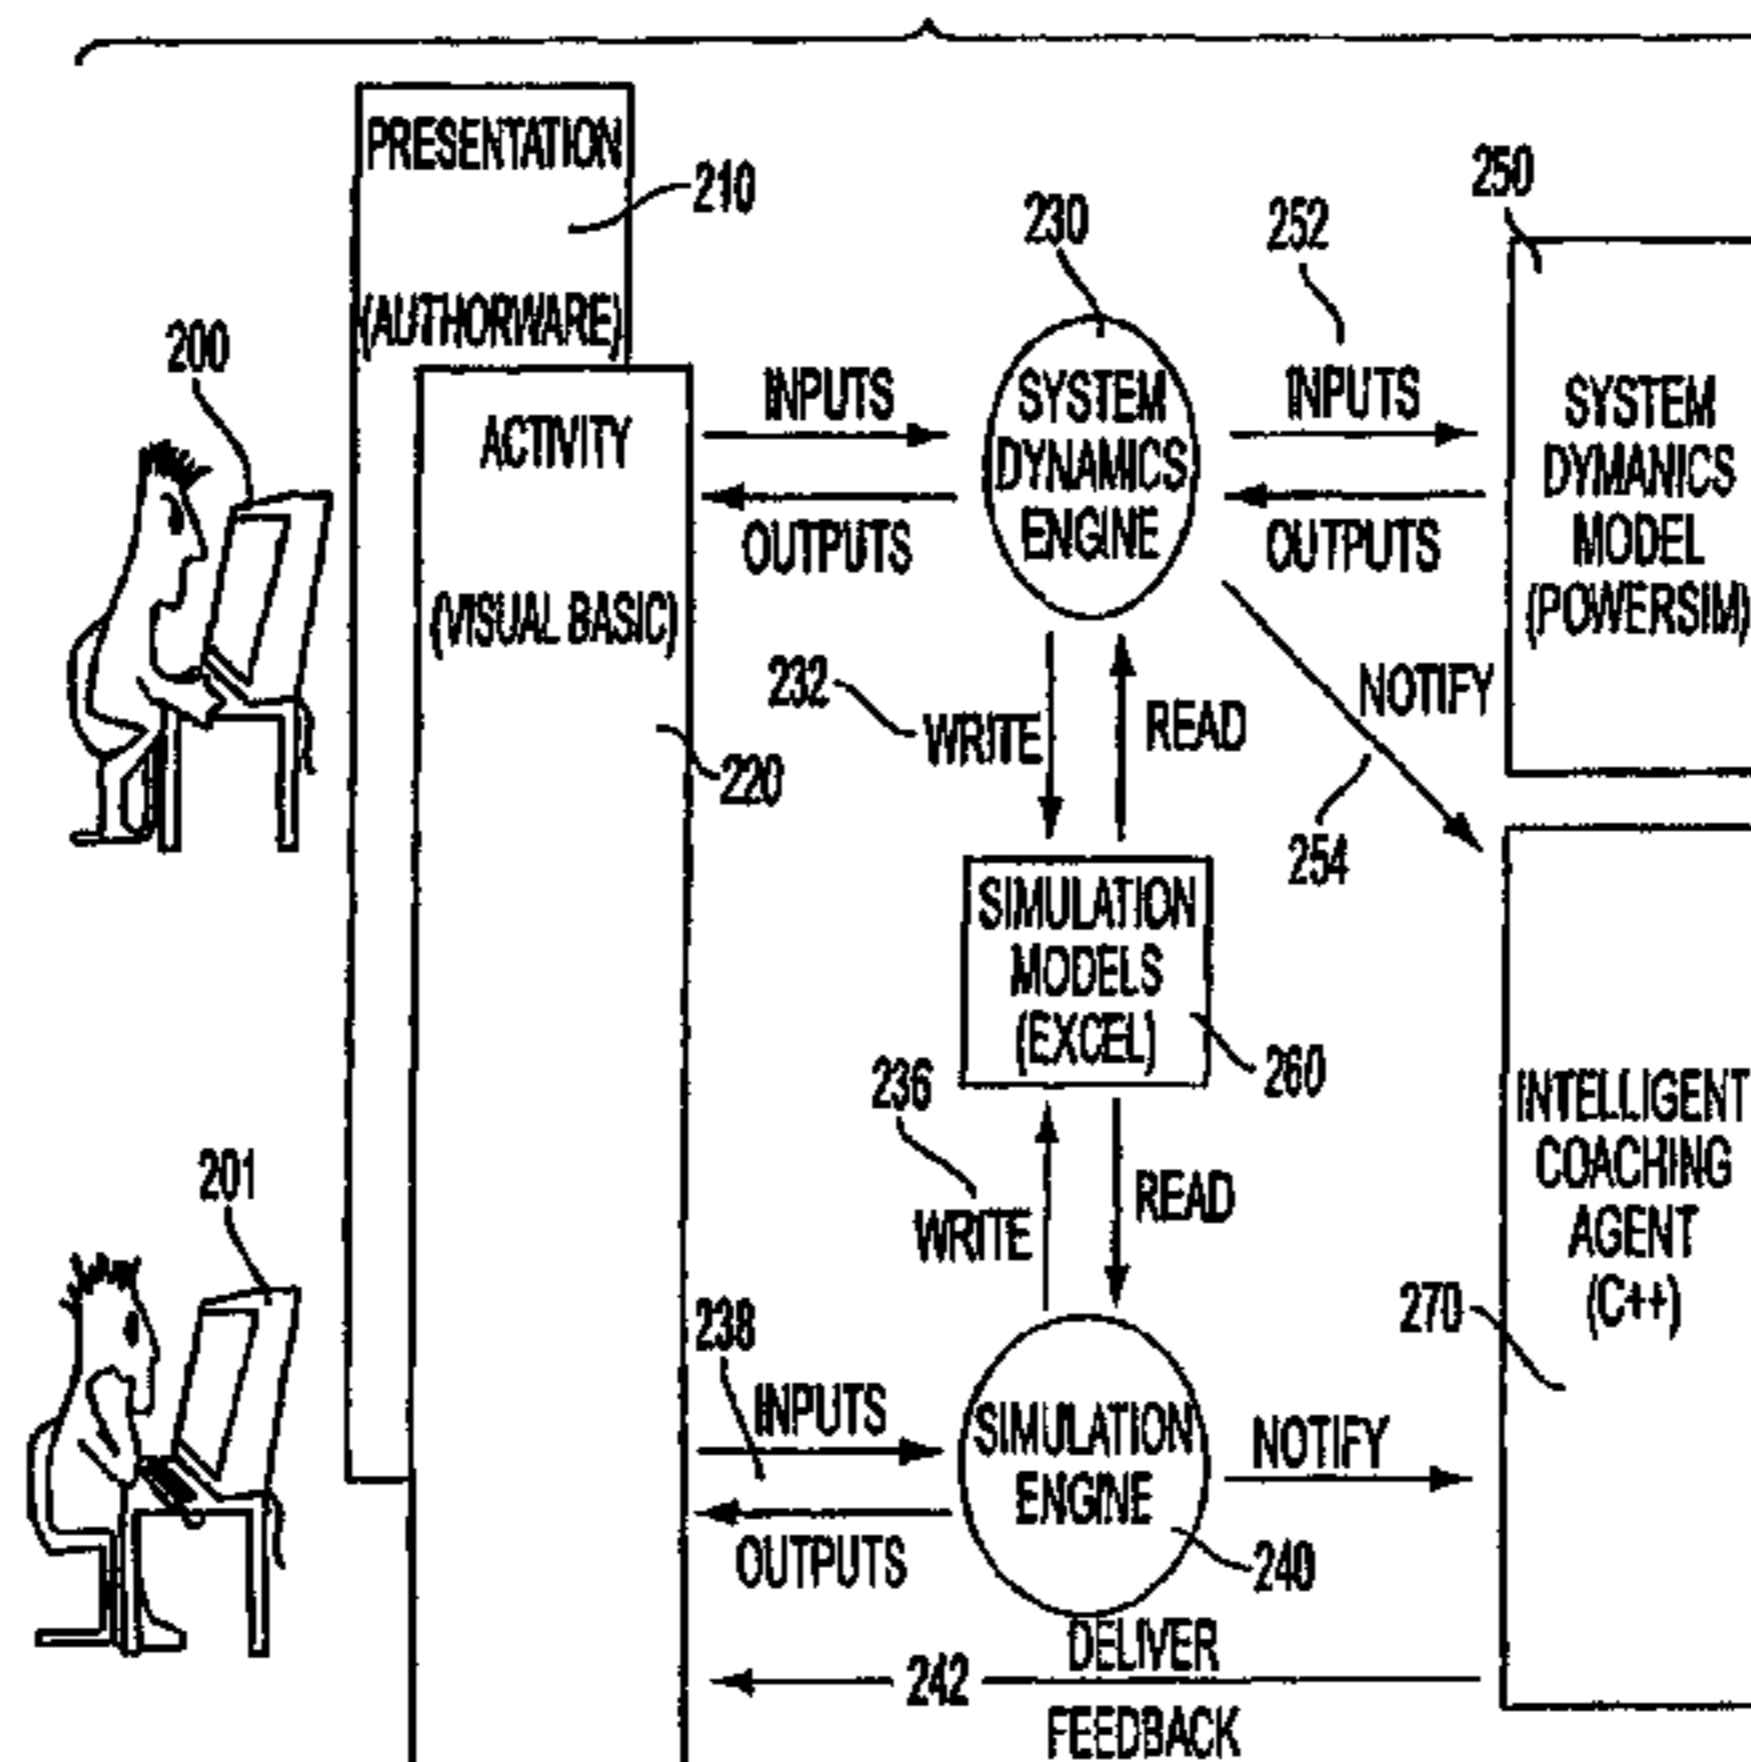 PRESENTATION
210
(AUTHORWARE)
200
ACTIVITY
(VISUAL BASIC)
220
201
INPUTS
OUTPUTS
230
SYSTEM
DYNAMICS
ENGINE
252
INPUTS
OUTPUTS
250
SYSTEM
DYMANICS
MODEL
(POWERSIM)
232
WRITE
READ
NOTIFY
254
SIMULATION
MODELS
(EXCEL)
260
236
WRITE
READ
INTELLIGENT
COACHING
AGENT
(C++)
270
238
INPUTS
OUTPUTS
SIMULATION
ENGINE
240
NOTIFY
242
DELIVER
FEEDBACK